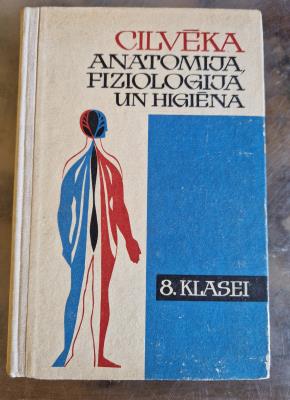 CILVĒKA
ANATOMIJA,
FIZIOLOĢIJA
UN HIGIĒNA
8. KLASEI